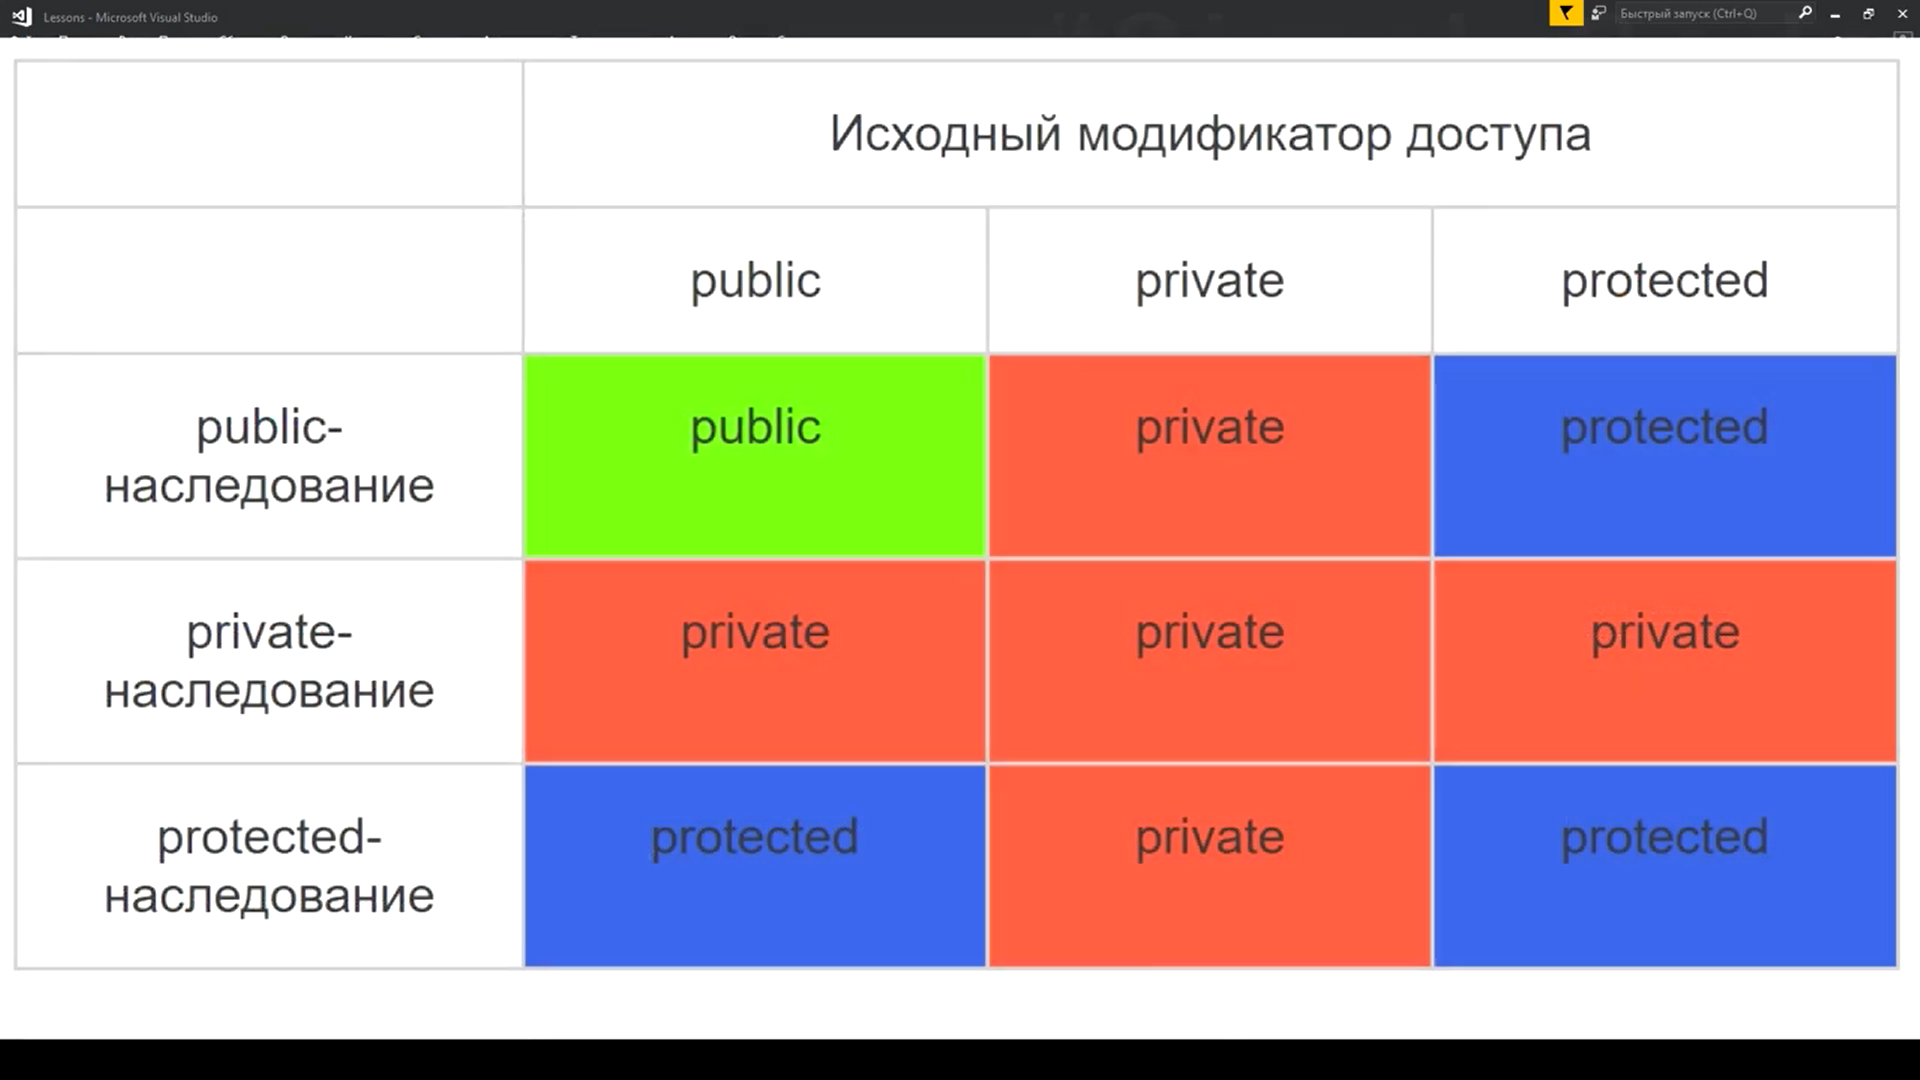 Lessons - Microsoft Visual Studio
Быстрый запуск (Ctrl+Q)
Исходный модификатор доступа
public private protected
public-
наследование
public private protected
private-
наследование
private private private
protected-
наследование
protected private protected